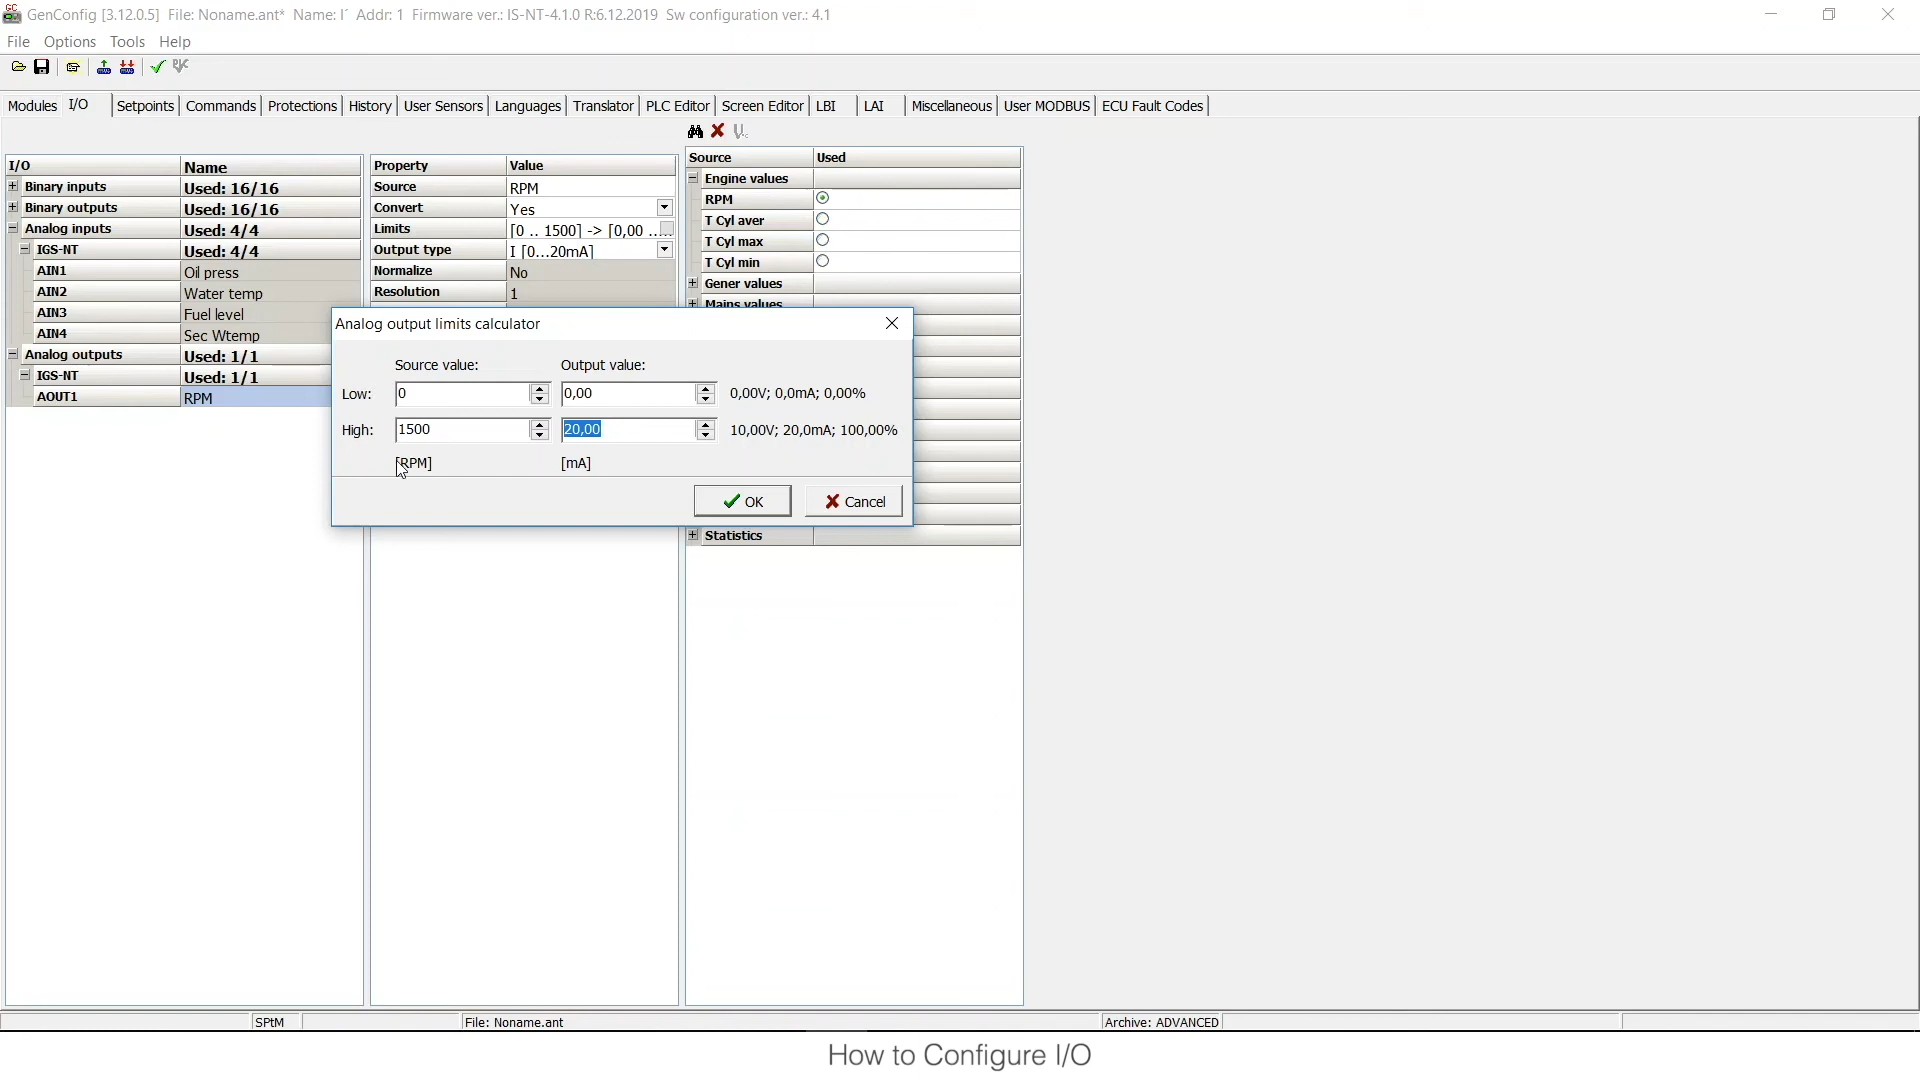 GC GenConfig [3.12.0.5] File: Noname.ant* Name: I´ Addr: 1 Firmware ver.: IS-NT-4.1.0 R:6.12.2019 Sw configuration ver.: 4.1
File Options Tools Help
Modules I/O Setpoints Commands Protections History User Sensors Languages Translator PLC Editor Screen Editor LBI LAI Miscellaneous User MODBUS ECU Fault Codes
I/O Name
Binary inputs Used: 16/16
Binary outputs Used: 16/16
Analog inputs Used: 4/4
IGS-NT Used: 4/4
AIN1 Oil press
AIN2 Water temp
AIN3 Fuel level
AIN4 Sec Wtemp
Analog outputs Used: 1/1
IGS-NT Used: 1/1
AOUT1 RPM
Property Value
Source RPM
Convert Yes
Limits [0 .. 1500] -> [0,00 ..
Output type I [0...20mA]
Normalize No
Resolution 1
Source Used
Engine values
RPM
T Cyl aver
T Cyl max
T Cyl min
Gener values
Mains values
Statistics
Analog output limits calculator
Source value: Output value:
Low: 0 0,00 0,00V; 0,0mA; 0,00%
High: 1500 20,00 10,00V; 20,0mA; 100,00%
[RPM] [mA]
OK Cancel
SPtM File: Noname.ant Archive: ADVANCED
How to Configure I/O